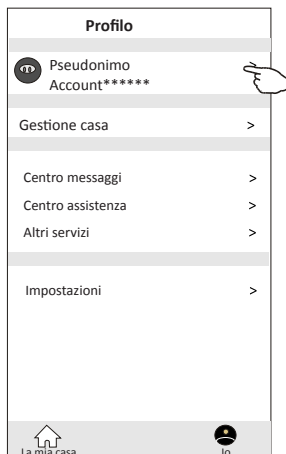 Profilo
Pseudonimo
Account******
Gestione casa >
Centro messaggi >
Centro assistenza >
Altri servizi >
Impostazioni >
La mia casa Io